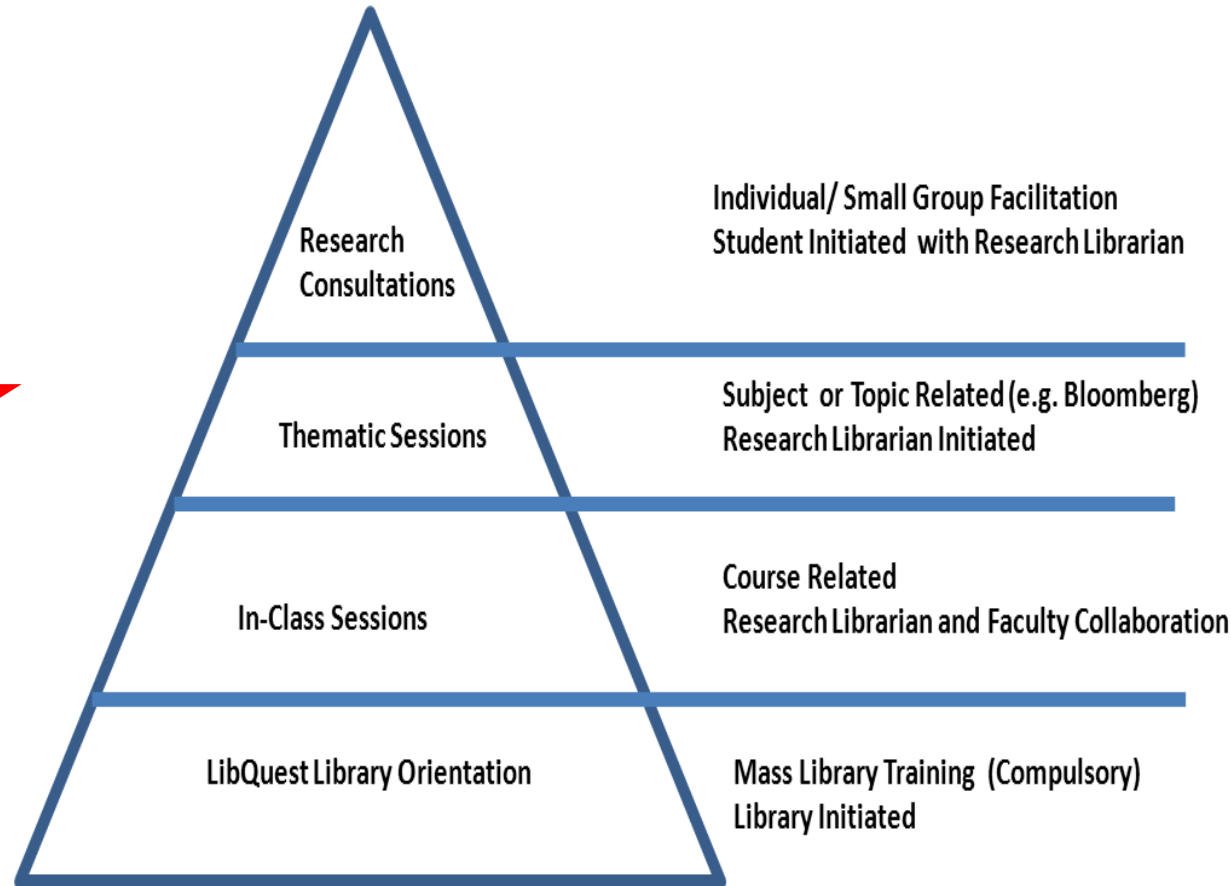 Research
Consultations
Individual/ Small Group Facilitation
Student Initiated with Research Librarian
Thematic Sessions
Subject or Topic Related (e.g. Bloomberg)
Research Librarian Initiated
In-Class Sessions
Course Related
Research Librarian and Faculty Collaboration
LibQuest Library Orientation
Mass Library Training (Compulsory)
Library Initiated